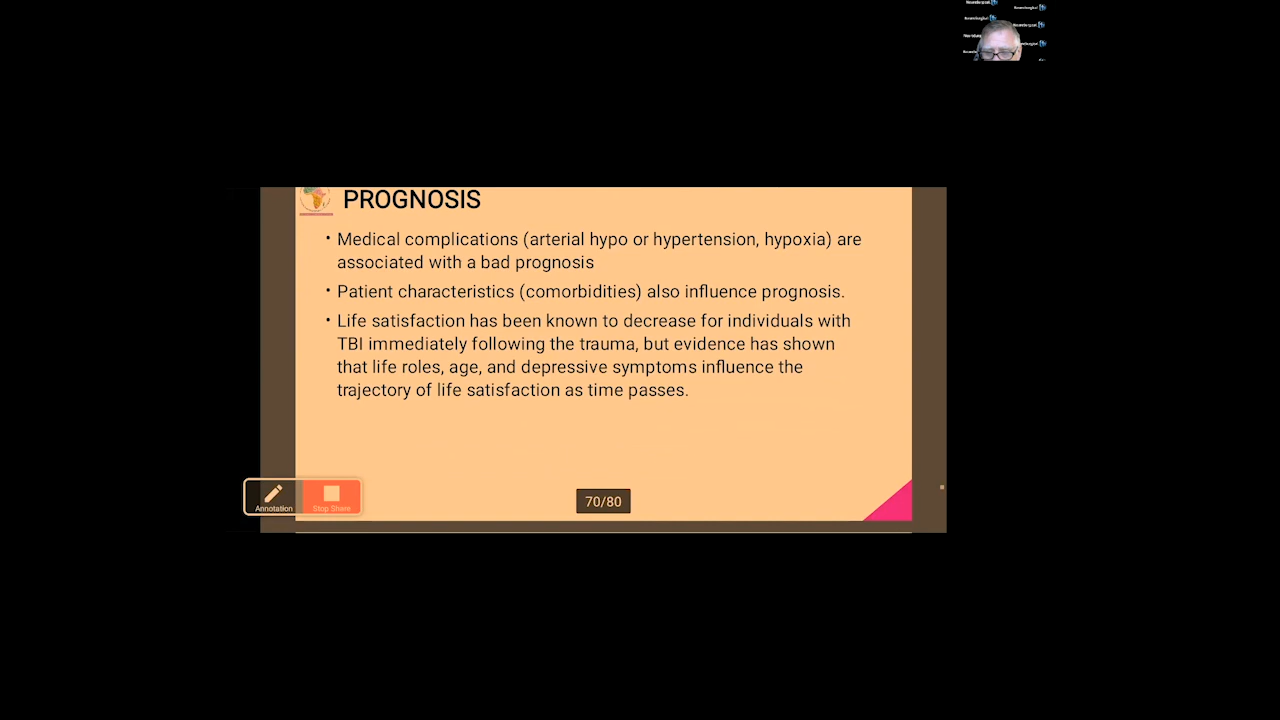 PROGNOSIS
• Medical complications (arterial hypo or hypertension, hypoxia) are
associated with a bad prognosis
• Patient characteristics (comorbidities) also influence prognosis.
• Life satisfaction has been known to decrease for individuals with
TBI immediately following the trauma, but evidence has shown
that life roles, age, and depressive symptoms influence the
trajectory of life satisfaction as time passes.
Annotation
Stop Share
70/80